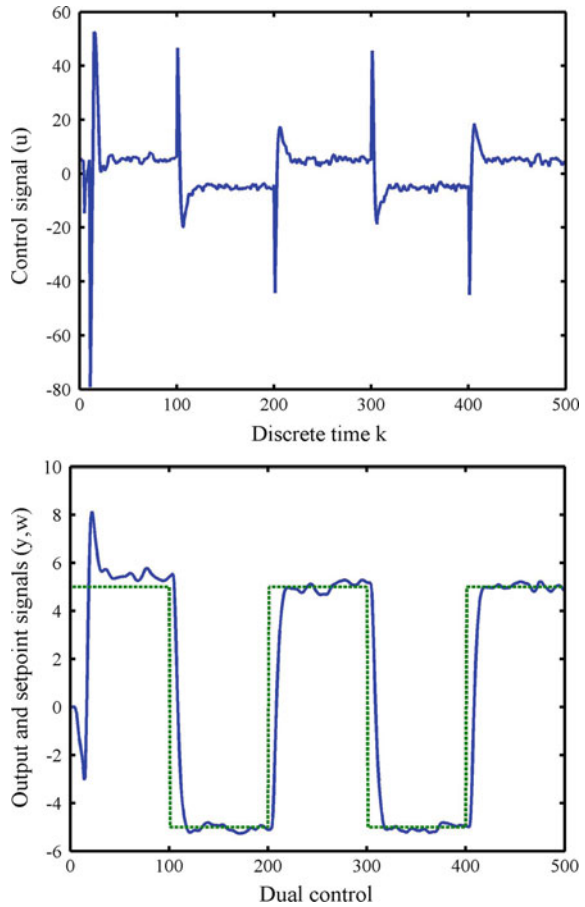 60
40
20
0
-20
-40
-60
-80
Control signal (u)
0 100 200 300 400 500
Discrete time k
10
8
6
4
2
0
-2
-4
-6
Output and setpoint signals (y,w)
0 100 200 300 400 500
Dual control